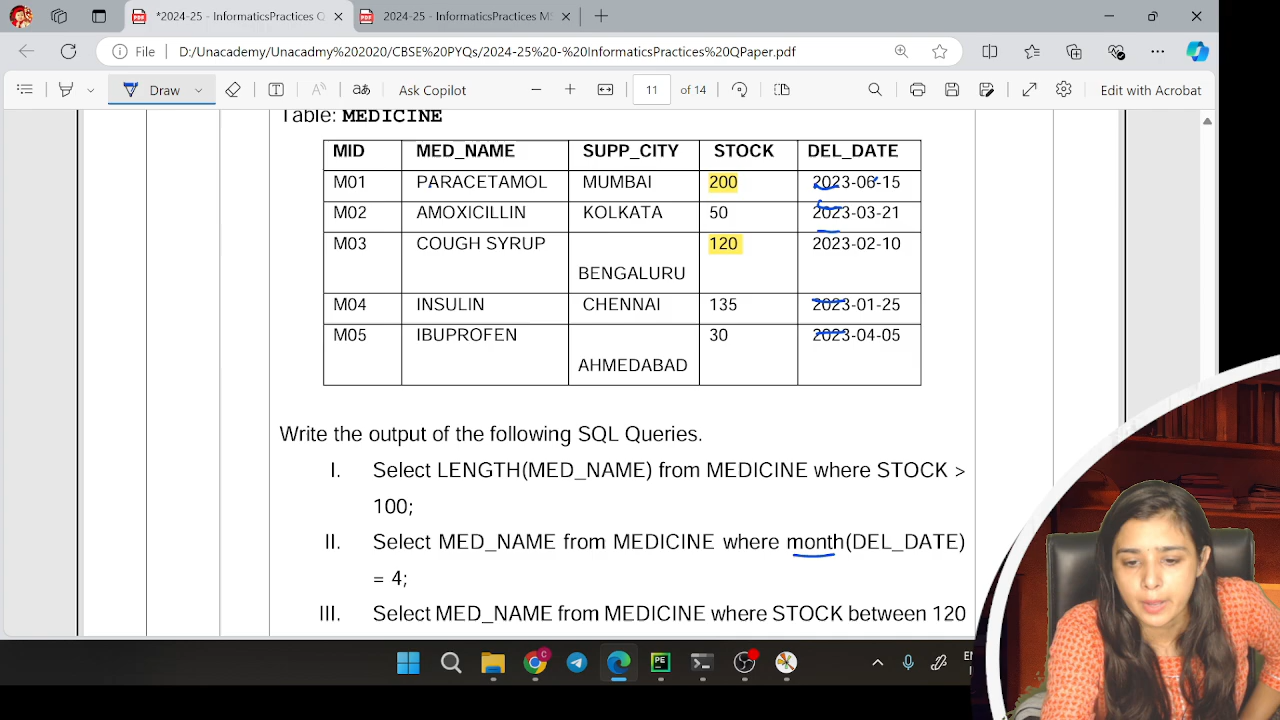 *2024-25 - InformaticsPractices Q
2024-25 - InformaticsPractices MS
File
D:/Unacademy/Unacadmy%202020/CBSE%20PYQs/2024-25%20-%20InformaticsPractices%20QPaper.pdf
Draw
Ask Copilot
11 of 14
Edit with Acrobat
Table: MEDICINE
MID MED_NAME SUPP_CITY STOCK DEL_DATE
M01 PARACETAMOL MUMBAI 200 2023-06-15
M02 AMOXICILLIN KOLKATA 50 2023-03-21
M03 COUGH SYRUP 120 2023-02-10
BENGALURU
M04 INSULIN CHENNAI 135 2023-01-25
M05 IBUPROFEN 30 2023-04-05
AHMEDABAD
Write the output of the following SQL Queries.
I. Select LENGTH(MED_NAME) from MEDICINE where STOCK >
100;
II. Select MED_NAME from MEDICINE where month(DEL_DATE)
= 4;
III. Select MED_NAME from MEDICINE where STOCK between 120